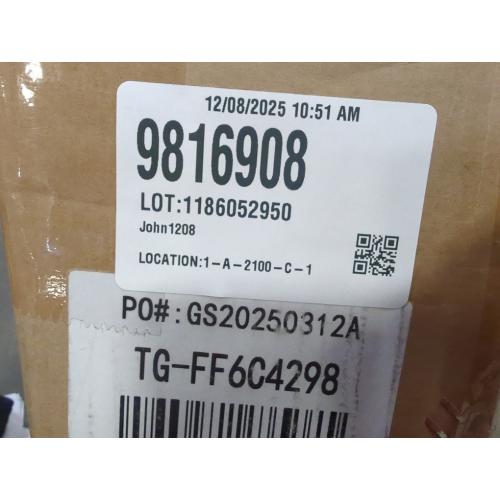 12/08/2025 10:51 AM
9816908
LOT:1186052950
John1208
LOCATION:1-A-2100-C-1
PO#: GS20250312A
TG-FF6C4298